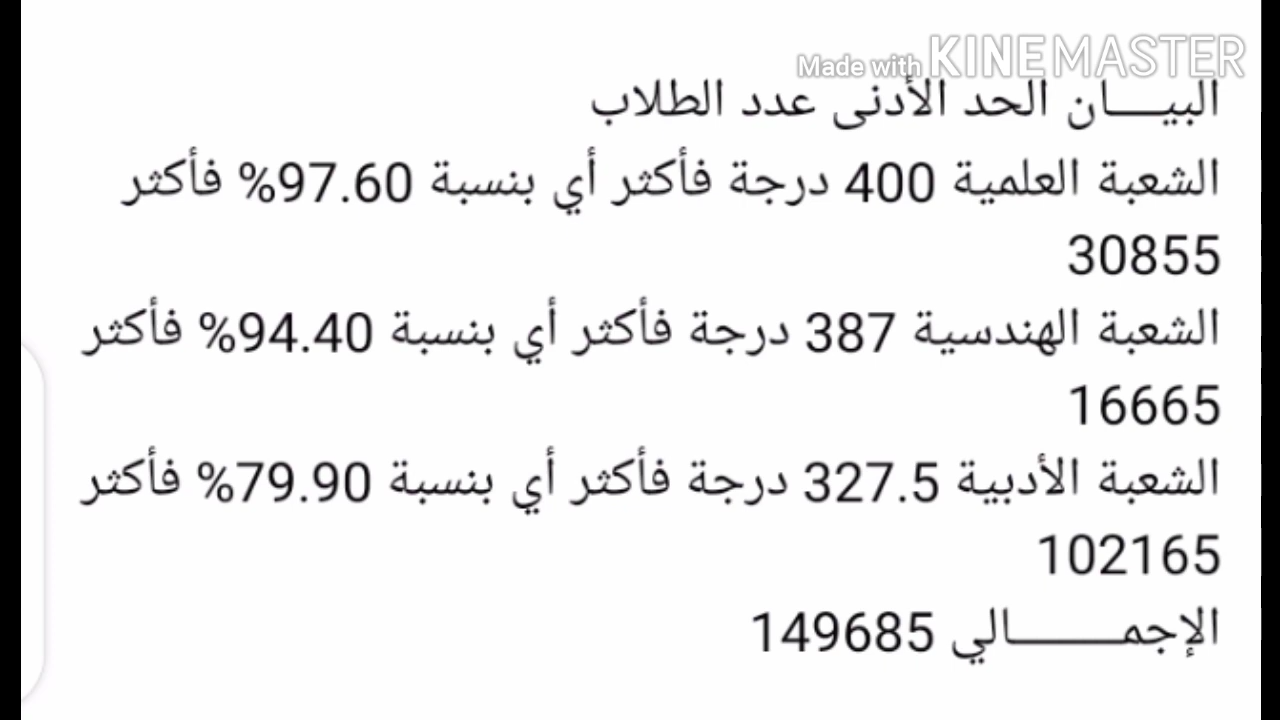 Made with KINEMASTER
البيـــان الحد الأدنى عدد الطلاب
الشعبة العلمية 400 درجة فأكثر أي بنسبة 97.60% فأكثر
30855
الشعبة الهندسية 387 درجة فأكثر أي بنسبة 94.40% فأكثر
16665
الشعبة الأدبية 327.5 درجة فأكثر أي بنسبة 79.90% فأكثر
102165
الإجمـــــــالي 149685